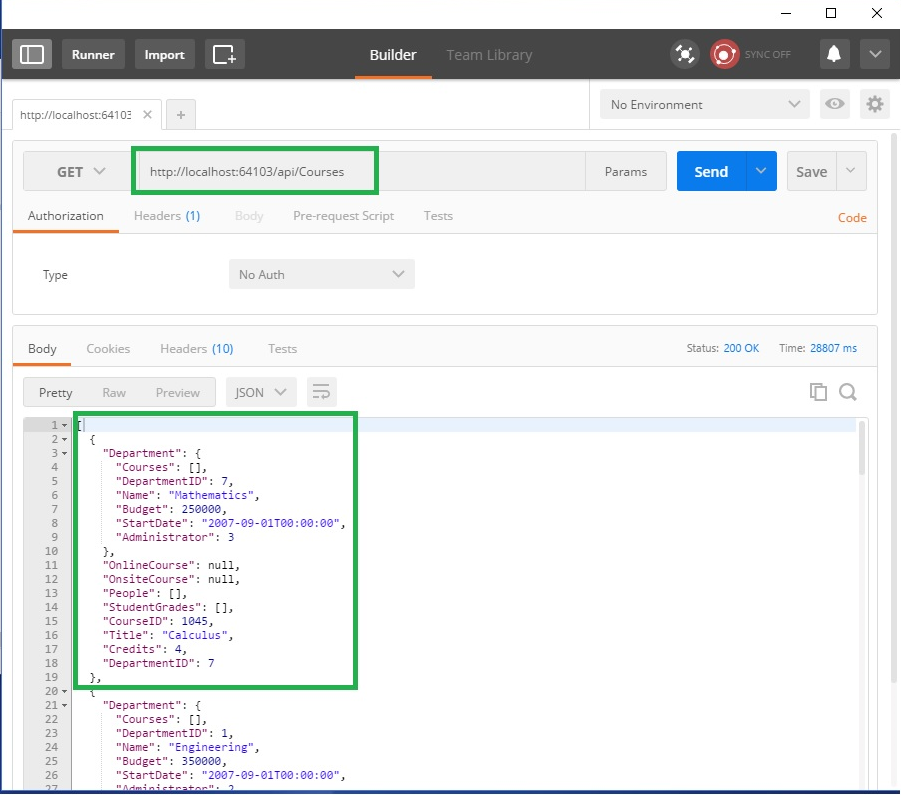 Runner Import Builder Team Library SYNC OFF
http://localhost:64103 No Environment
GET http://localhost:64103/api/Courses Params Send Save
Authorization Headers (1) Body Pre-request Script Tests Code
Type No Auth
Body Cookies Headers (10) Tests Status: 200 OK Time: 28807 ms
Pretty Raw Preview JSON
1 [
2 {
3 "Department": {
4 "Courses": [],
5 "DepartmentID": 7,
6 "Name": "Mathematics",
7 "Budget": 250000,
8 "StartDate": "2007-09-01T00:00:00",
9 "Administrator": 3
10 },
11 "OnlineCourse": null,
12 "OnsiteCourse": null,
13 "People": [],
14 "StudentGrades": [],
15 "CourseID": 1045,
16 "Title": "Calculus",
17 "Credits": 4,
18 "DepartmentID": 7
19 },
20 {
21 "Department": {
22 "Courses": [],
23 "DepartmentID": 1,
24 "Name": "Engineering",
25 "Budget": 350000,
26 "StartDate": "2007-09-01T00:00:00",
27 "Administrator": 2